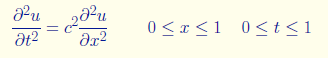 ∂²u/∂t² = c² ∂²u/∂x²   0 ≤ x ≤ 1   0 ≤ t ≤ 1